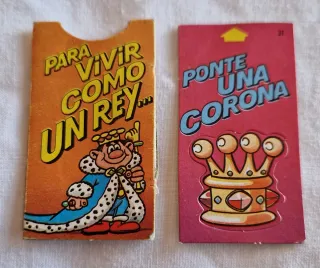 PARA
VIVIR
COMO
UN REY...
PONTE
UNA
CORONA